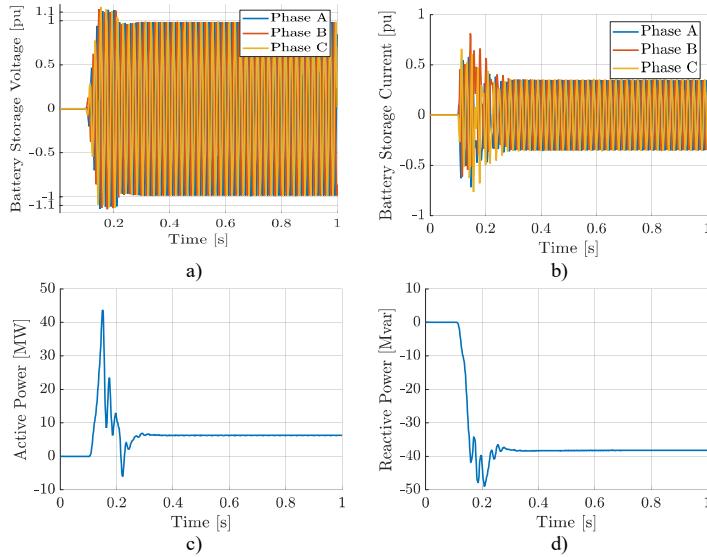 Battery Storage Voltage [pu]
1.1
1
0.5
0
-0.5
-1
-1.1
0.2
0.4
0.6
0.8
1
Time [s]
Phase A
Phase B
Phase C
a)
Battery Storage Current [pu]
1
0.5
0
-0.5
-1
0
0.2
0.4
0.6
0.8
1
Time [s]
Phase A
Phase B
Phase C
b)
Active Power [MW]
50
40
30
20
10
0
-10
0
0.2
0.4
0.6
0.8
1
Time [s]
c)
Reactive Power [Mvar]
10
0
-10
-20
-30
-40
-50
0
0.2
0.4
0.6
0.8
1
Time [s]
d)